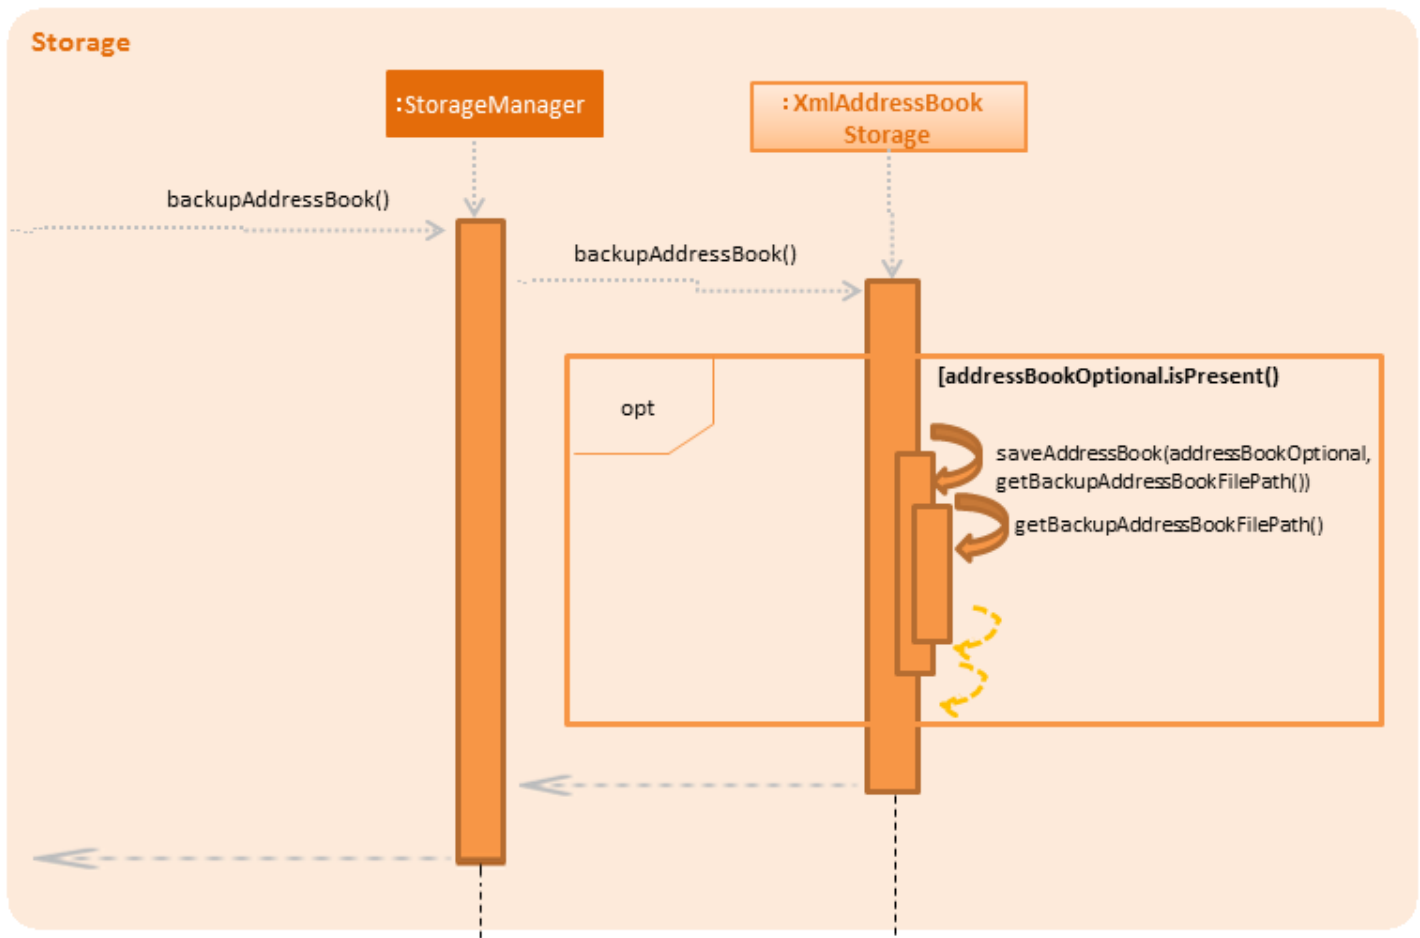 Storage
:StorageManager
:XmlAddressBook
Storage
backupAddressBook()
backupAddressBook()
[addressBookOptional.isPresent()
opt
saveAddressBook(addressBookOptional,
getBackupAddressBookFilePath())
getBackupAddressBookFilePath()